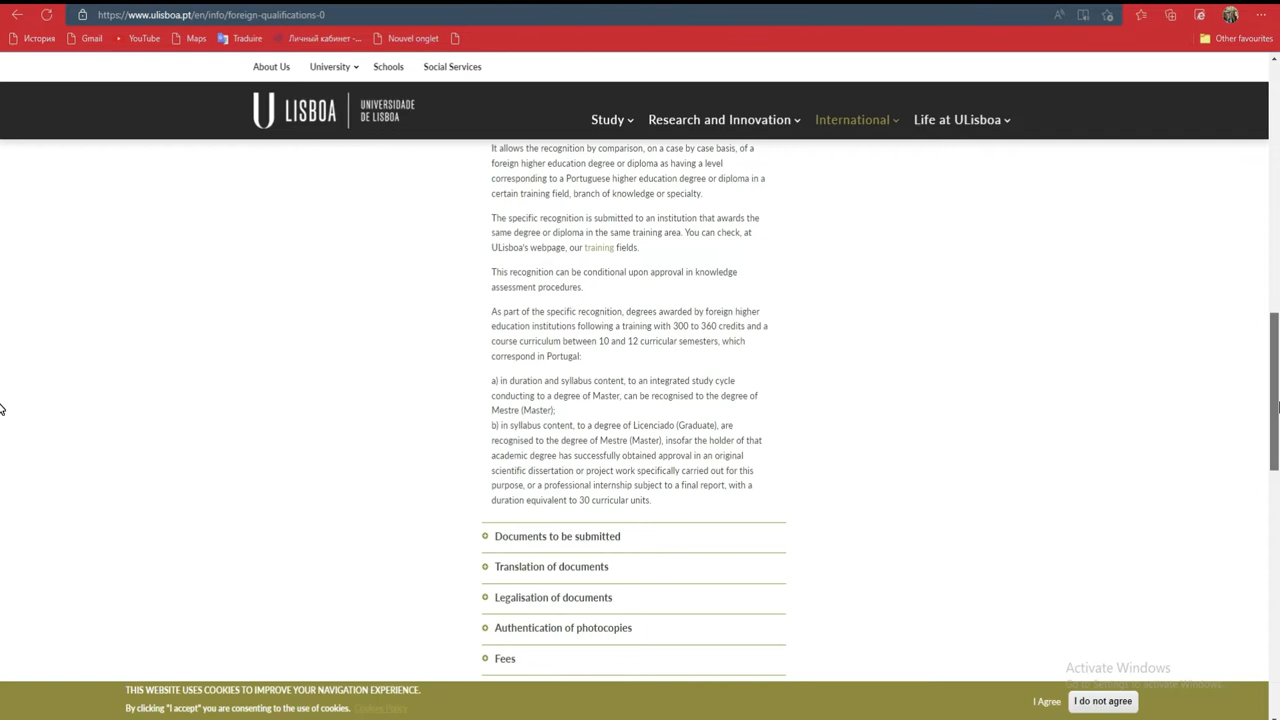 https://www.ulisboa.pt/en/info/foreign-qualifications-0
История
Gmail
YouTube
Maps
Traduire
Личный кабинет -...
Nouvel onglet
Other favourites
About Us
University
Schools
Social Services
U LISBOA
UNIVERSIDADE
DE LISBOA
Study
Research and Innovation
International
Life at ULisboa
It allows the recognition by comparison, on a case by case basis, of a
foreign higher education degree or diploma as having a level
corresponding to a Portuguese higher education degree or diploma in a
certain training field, branch of knowledge or specialty.
The specific recognition is submitted to an institution that awards the
same degree or diploma in the same training area. You can check, at
ULisboa's webpage, our training fields.
This recognition can be conditional upon approval in knowledge
assessment procedures.
As part of the specific recognition, degrees awarded by foreign higher
education institutions following a training with 300 to 360 credits and a
course curriculum between 10 and 12 curricular semesters, which
correspond in Portugal:
a) in duration and syllabus content, to an integrated study cycle
conducting to a degree of Master, can be recognised to the degree of
Mestre (Master);
b) in syllabus content, to a degree of Licenciado (Graduate), are
recognised to the degree of Mestre (Master), insofar the holder of that
academic degree has successfully obtained approval in an original
scientific dissertation or project work specifically carried out for this
purpose, or a professional internship subject to a final report, with a
duration equivalent to 30 curricular units.
Documents to be submitted
Translation of documents
Legalisation of documents
Authentication of photocopies
Fees
Activate Windows
Go to Settings to activate Windows.
THIS WEBSITE USES COOKIES TO IMPROVE YOUR NAVIGATION EXPERIENCE.
By clicking "I accept" you are consenting to the use of cookies. Cookies Policy
I Agree
I do not agree